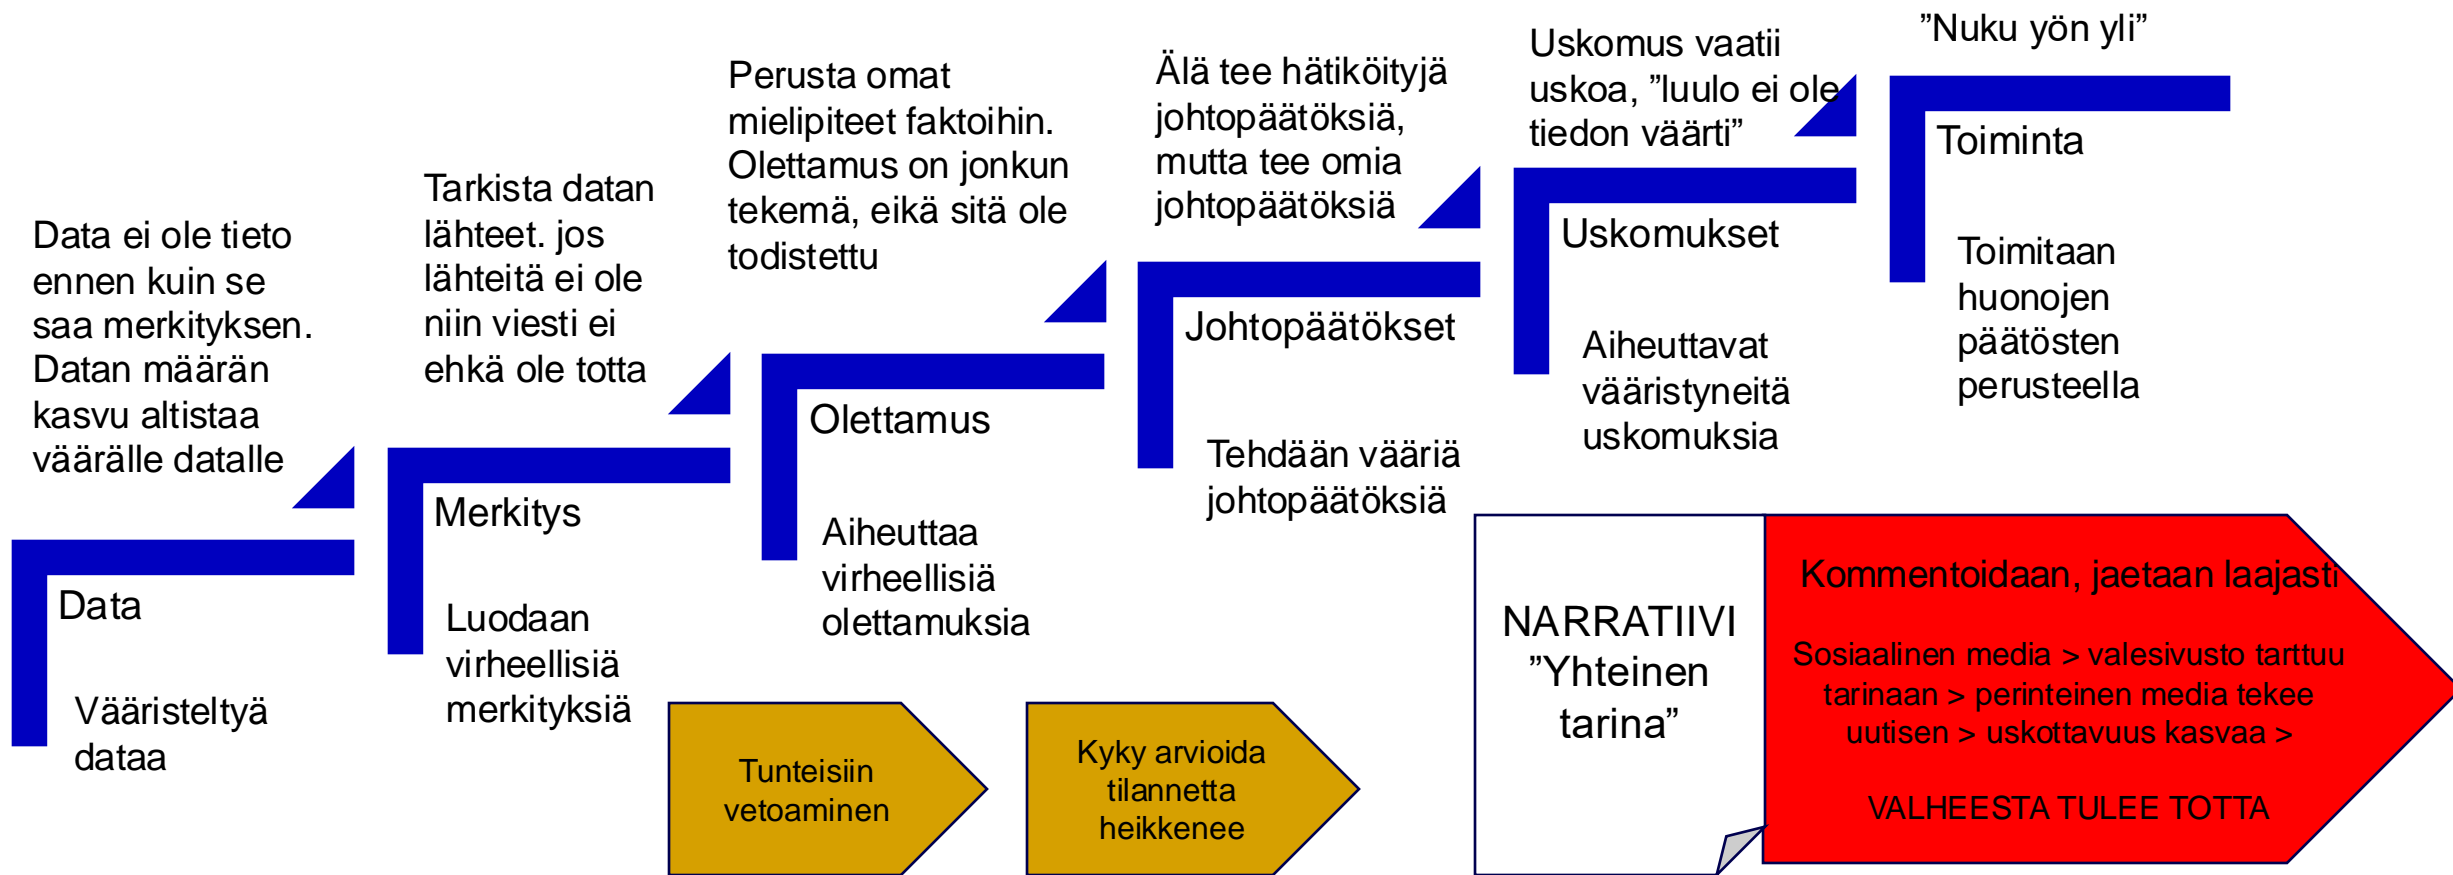 Data ei ole tieto
ennen kuin se
saa merkityksen.
Datan määrän
kasvu altistaa
väärälle datalle
Data
Vääristeltyä
dataa
Tarkista datan
lähteet. jos
lähteitä ei ole
niin viesti ei
ehkä ole totta
Merkitys
Luodaan
virheellisiä
merkityksiä
Perusta omat
mielipiteet faktoihin.
Olettamus on jonkun
tekemä, eikä sitä ole
todistettu
Olettamus
Aiheuttaa
virheellisiä
olettamuksia
Älä tee hätiköityjä
johtopäätöksiä,
mutta tee omia
johtopäätöksiä
Johtopäätökset
Tehdään vääriä
johtopäätöksiä
Uskomus vaatii
uskoa, ”luulo ei ole
tiedon väärti”
Uskomukset
Aiheuttavat
vääristyneitä
uskomuksia
”Nuku yön yli”
Toiminta
Toimitaan
huonojen
päätösten
perusteella
Tunteisiin
vetoaminen
Kyky arvioida
tilannetta
heikkenee
NARRATIIVI
”Yhteinen
tarina”
Kommentoidaan, jaetaan laajasti
Sosiaalinen media > valesivusto tarttuu
tarinaan > perinteinen media tekee
uutisen > uskottavuus kasvaa >
VALHEESTA TULEE TOTTA